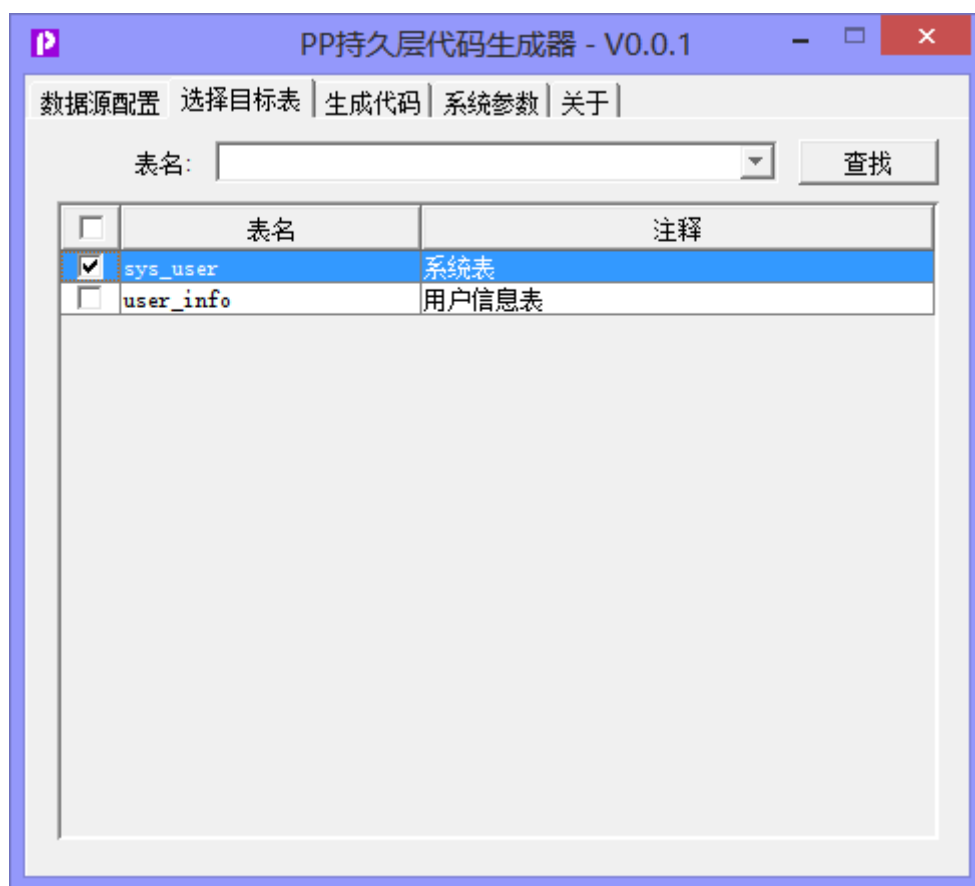 PP持久层代码生成器 - V0.0.1
数据源配置 选择目标表 生成代码 系统参数 关于
表名: 查找
表名 注释
sys_user 系统表
user_info 用户信息表